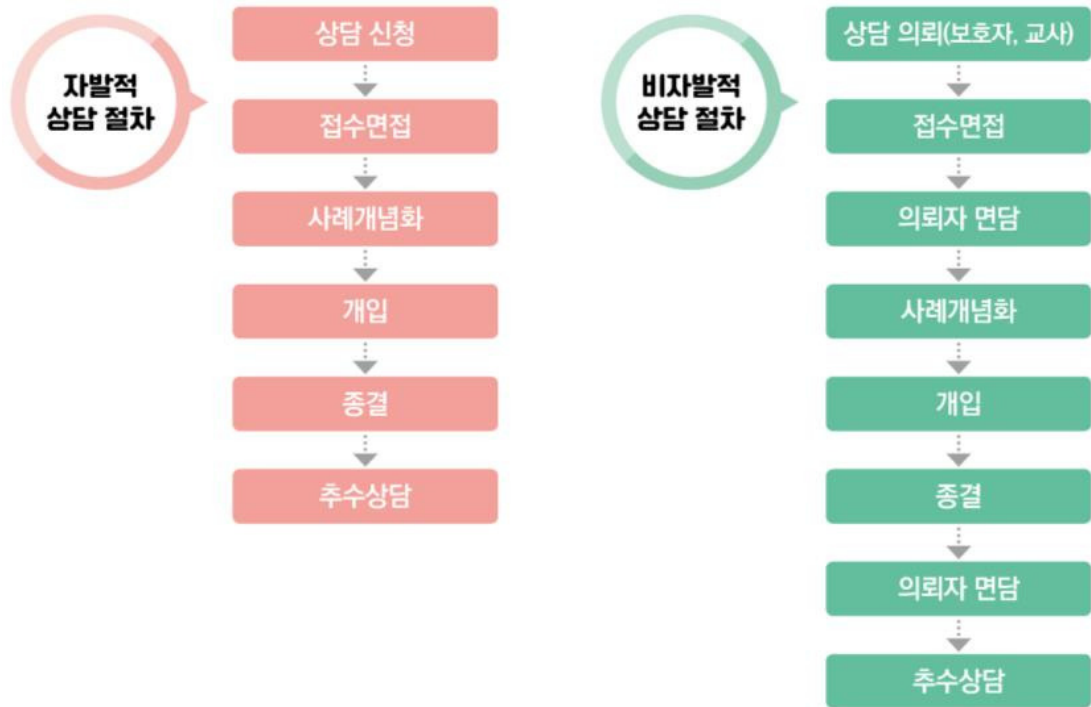 자발적
상담 절차
상담 신청
접수면접
사례개념화
개입
종결
추수상담
비자발적
상담 절차
상담 의뢰(보호자, 교사)
접수면접
의뢰자 면담
사례개념화
개입
종결
의뢰자 면담
추수상담